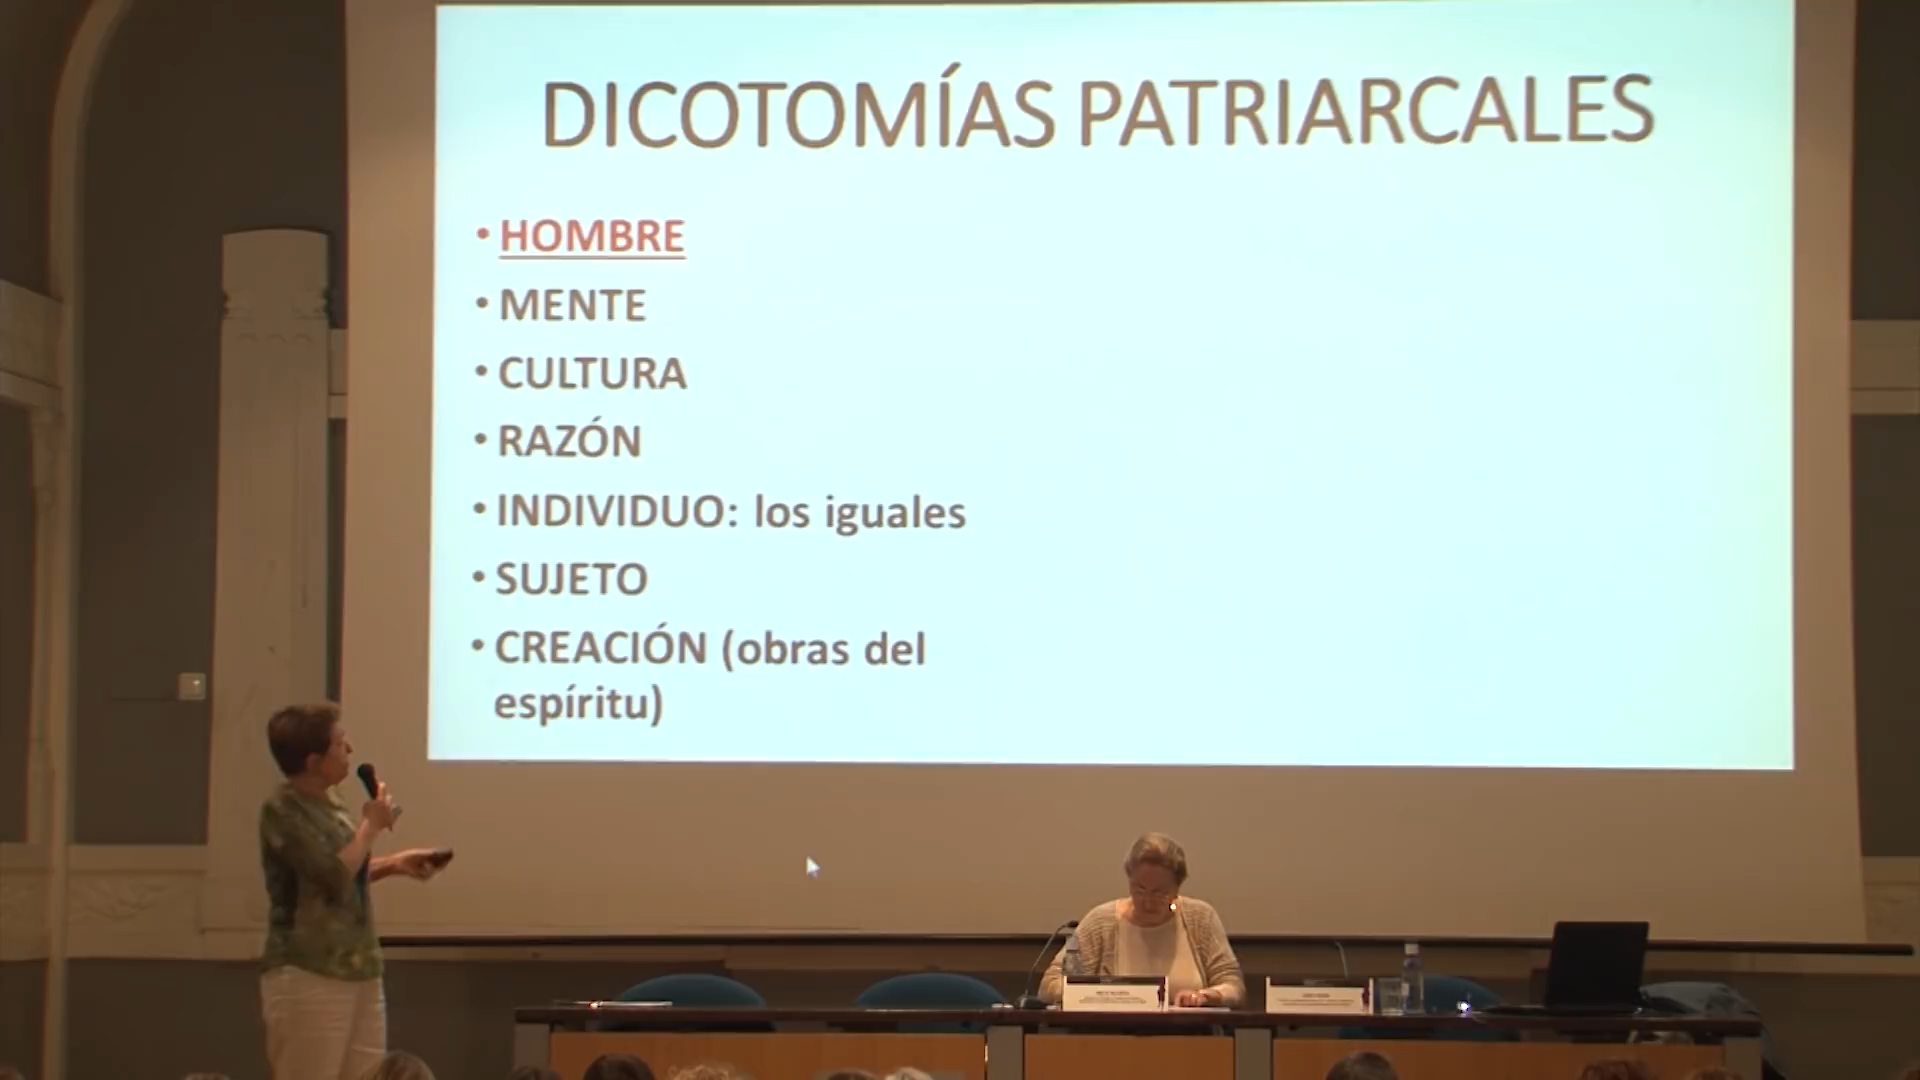 DICOTOMÍAS PATRIARCALES
• HOMBRE
• MENTE
• CULTURA
• RAZÓN
• INDIVIDUO: los iguales
• SUJETO
• CREACIÓN (obras del
espíritu)